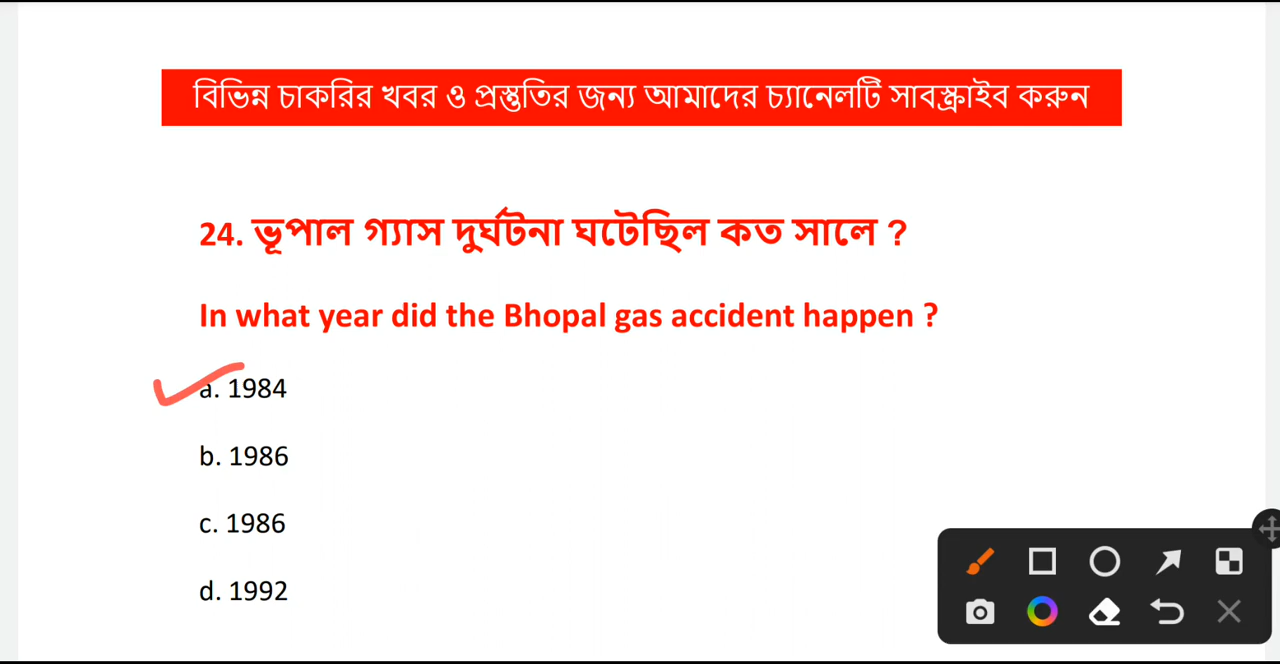 বিভিন্ন চাকরির খবর ও প্রস্তুতির জন্য আমাদের চ্যানেলটি সাবস্ক্রাইব করুন
24. ভূপাল গ্যাস দুর্ঘটনা ঘটেছিল কত সালে ?
In what year did the Bhopal gas accident happen ?
a. 1984
b. 1986
c. 1986
d. 1992